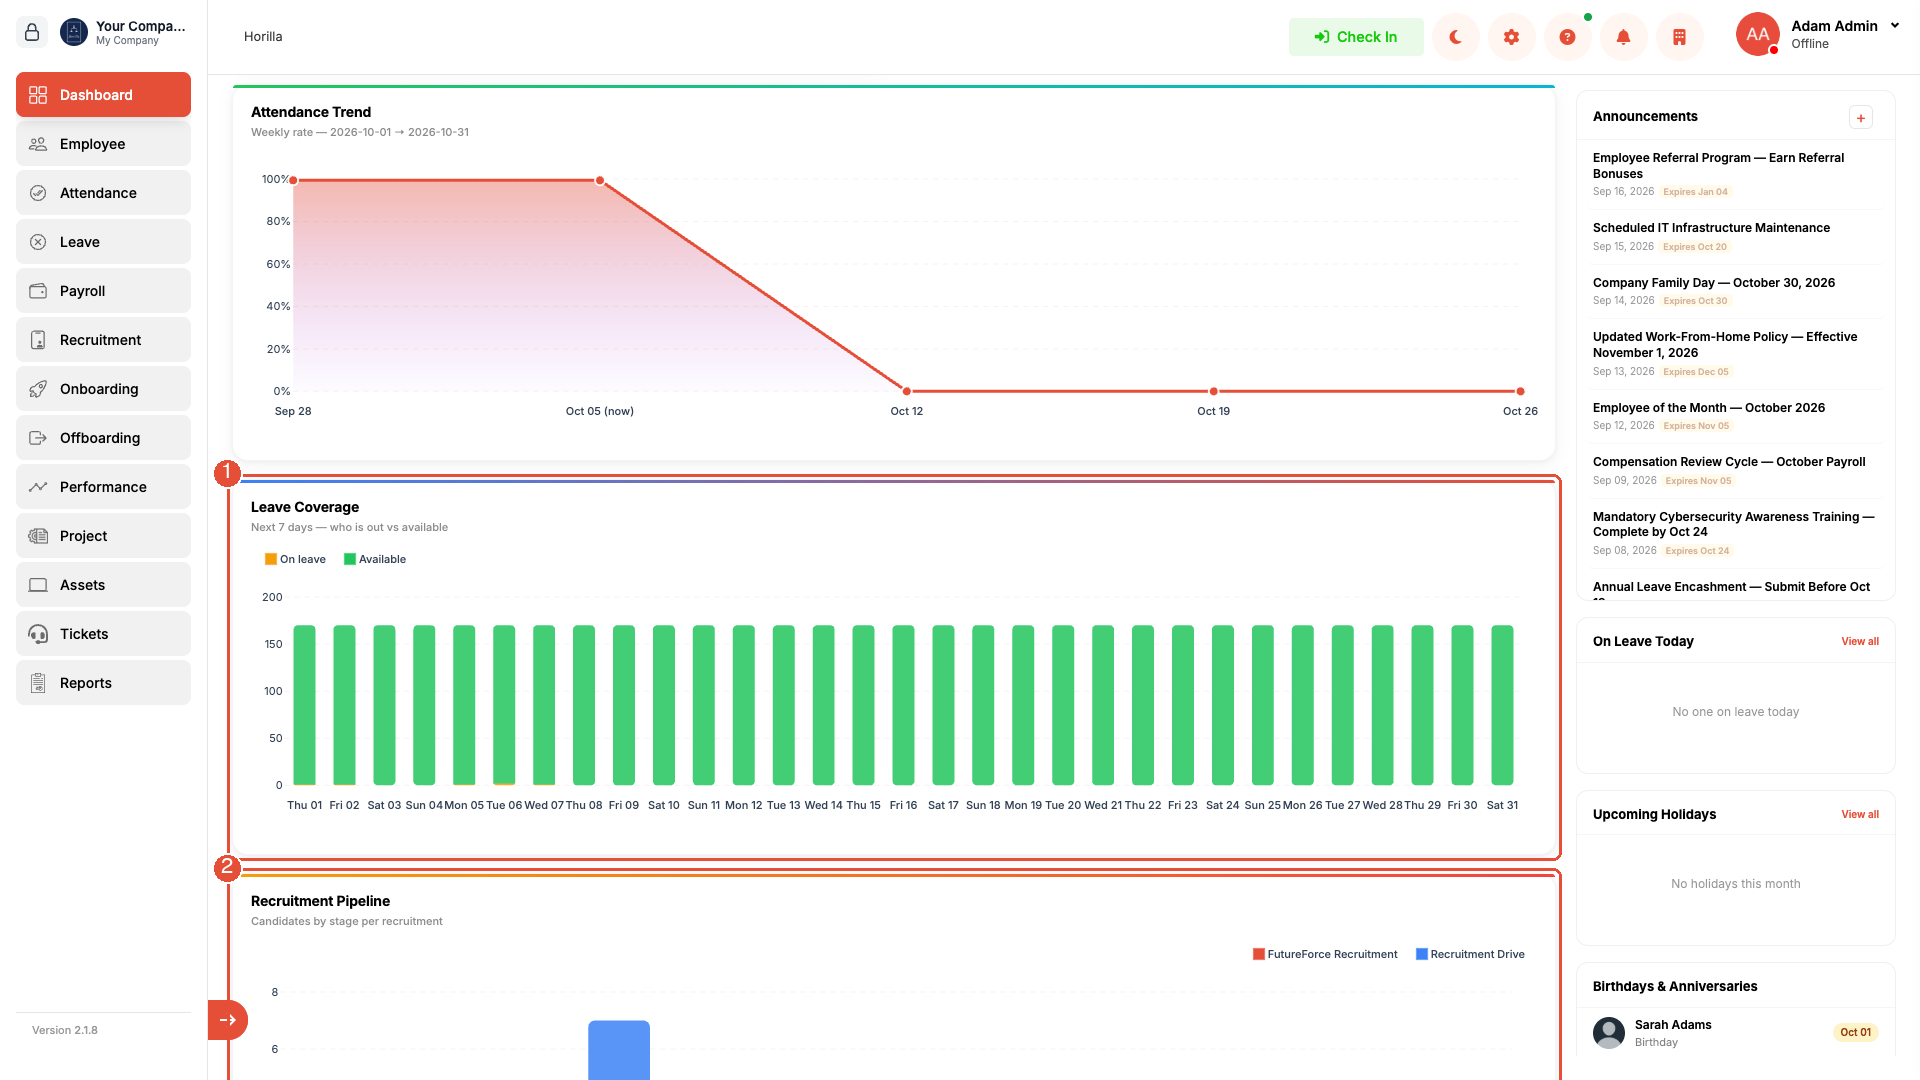 Your Compa...
My Company
Horilla
Check In
AA
Adam Admin
Offline
Dashboard
Employee
Attendance
Leave
Payroll
Recruitment
Onboarding
Offboarding
Performance
Project
Assets
Tickets
Reports
Version 2.1.8
Attendance Trend
Weekly rate — 2026-10-01 → 2026-10-31
100%
80%
60%
40%
20%
0%
Sep 28 Oct 05 (now) Oct 12 Oct 19 Oct 26
1
Leave Coverage
Next 7 days — who is out vs available
On leave Available
200
150
100
50
0
Thu 01 Fri 02 Sat 03 Sun 04 Mon 05 Tue 06 Wed 07 Thu 08 Fri 09 Sat 10 Sun 11 Mon 12 Tue 13 Wed 14 Thu 15 Fri 16 Sat 17 Sun 18 Mon 19 Tue 20 Wed 21 Thu 22 Fri 23 Sat 24 Sun 25 Mon 26 Tue 27 Wed 28 Thu 29 Fri 30 Sat 31
2
Recruitment Pipeline
Candidates by stage per recruitment
FutureForce Recruitment Recruitment Drive
8
6
Announcements
Employee Referral Program — Earn Referral
Bonuses
Sep 16, 2026 Expires Jan 04
Scheduled IT Infrastructure Maintenance
Sep 15, 2026 Expires Oct 20
Company Family Day — October 30, 2026
Sep 14, 2026 Expires Oct 30
Updated Work-From-Home Policy — Effective
November 1, 2026
Sep 13, 2026 Expires Dec 05
Employee of the Month — October 2026
Sep 12, 2026 Expires Nov 05
Compensation Review Cycle — October Payroll
Sep 09, 2026 Expires Nov 05
Mandatory Cybersecurity Awareness Training —
Complete by Oct 24
Sep 08, 2026 Expires Oct 24
Annual Leave Encashment — Submit Before Oct
On Leave Today
View all
No one on leave today
Upcoming Holidays
View all
No holidays this month
Birthdays & Anniversaries
Sarah Adams
Birthday
Oct 01